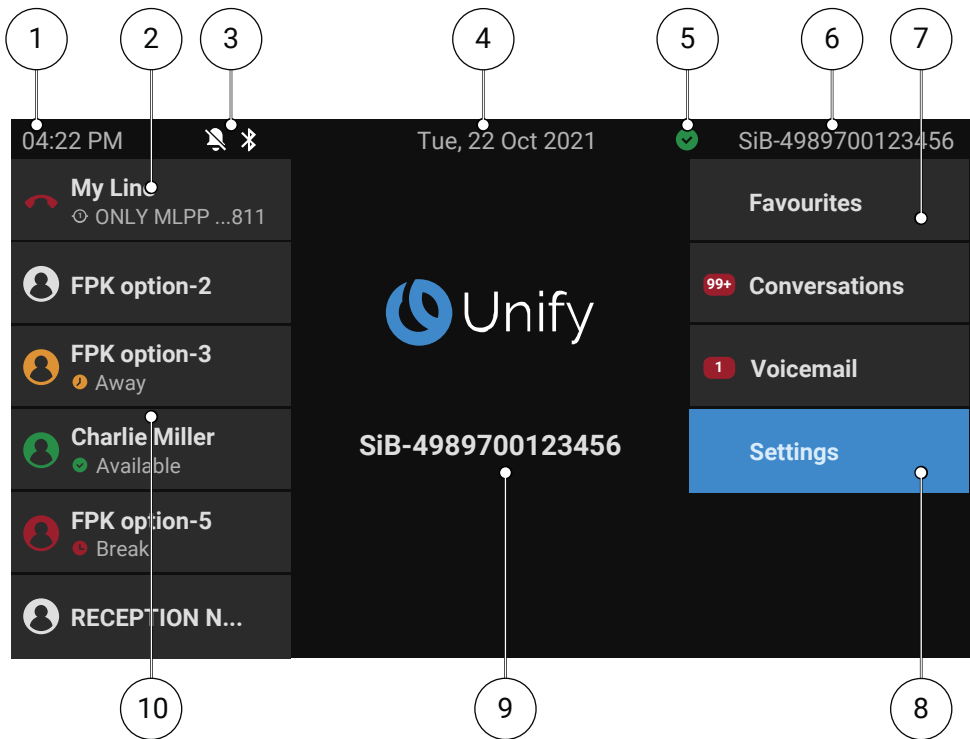 1 2 3 4 5 6 7
04:22 PM Tue, 22 Oct 2021 SiB-4989700123456
My Line
ONLY MLPP ...811
FPK option-2
FPK option-3
Away
Charlie Miller
Available
FPK option-5
Break
RECEPTION N...
Unify
SiB-4989700123456
Favourites
99+ Conversations
1 Voicemail
Settings
10 9 8